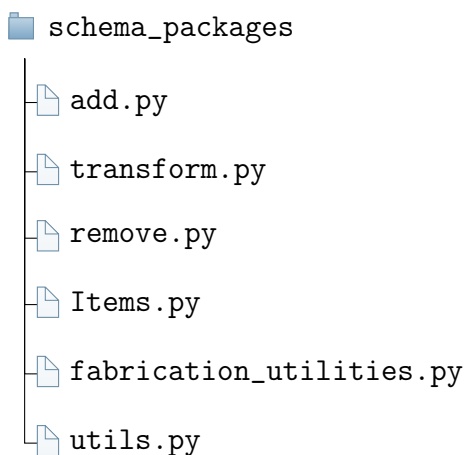 schema_packages
add.py
transform.py
remove.py
Items.py
fabrication_utilities.py
utils.py